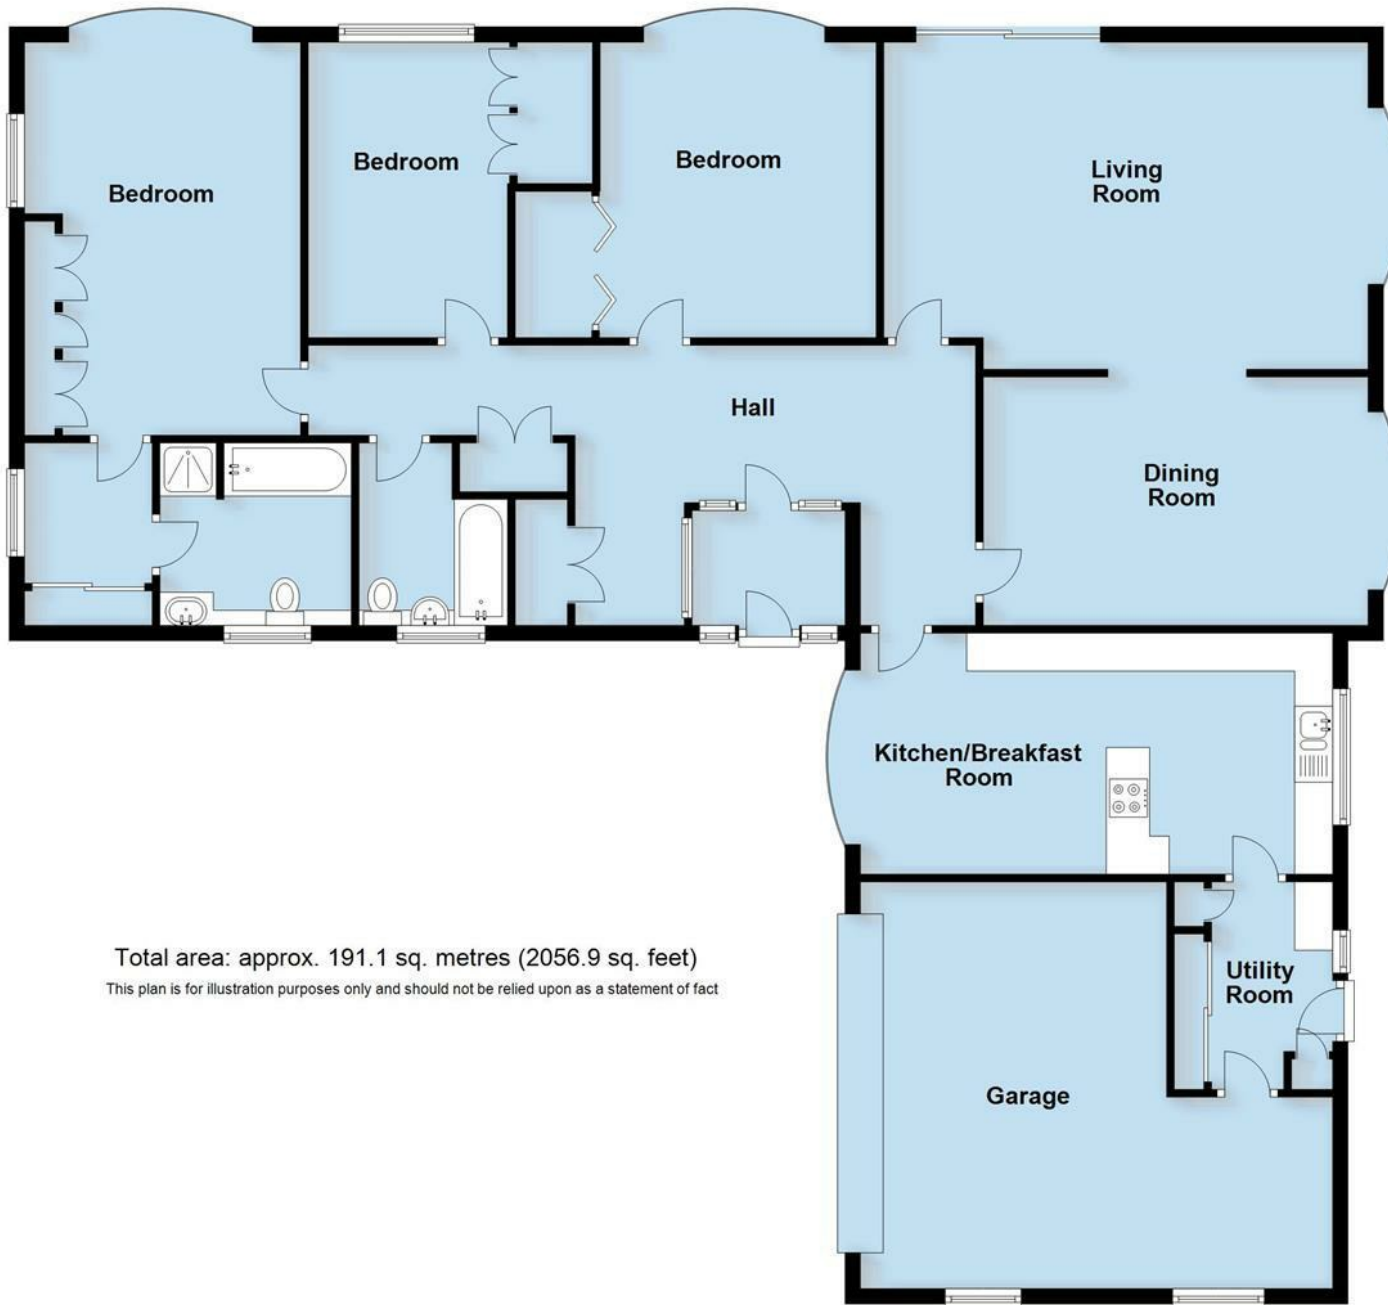 Bedroom
Bedroom
Bedroom
Living
Room
Hall
Dining
Room
Kitchen/Breakfast
Room
Total area: approx. 191.1 sq. metres (2056.9 sq. feet)
This plan is for illustration purposes only and should not be relied upon as a statement of fact
Utility
Room
Garage